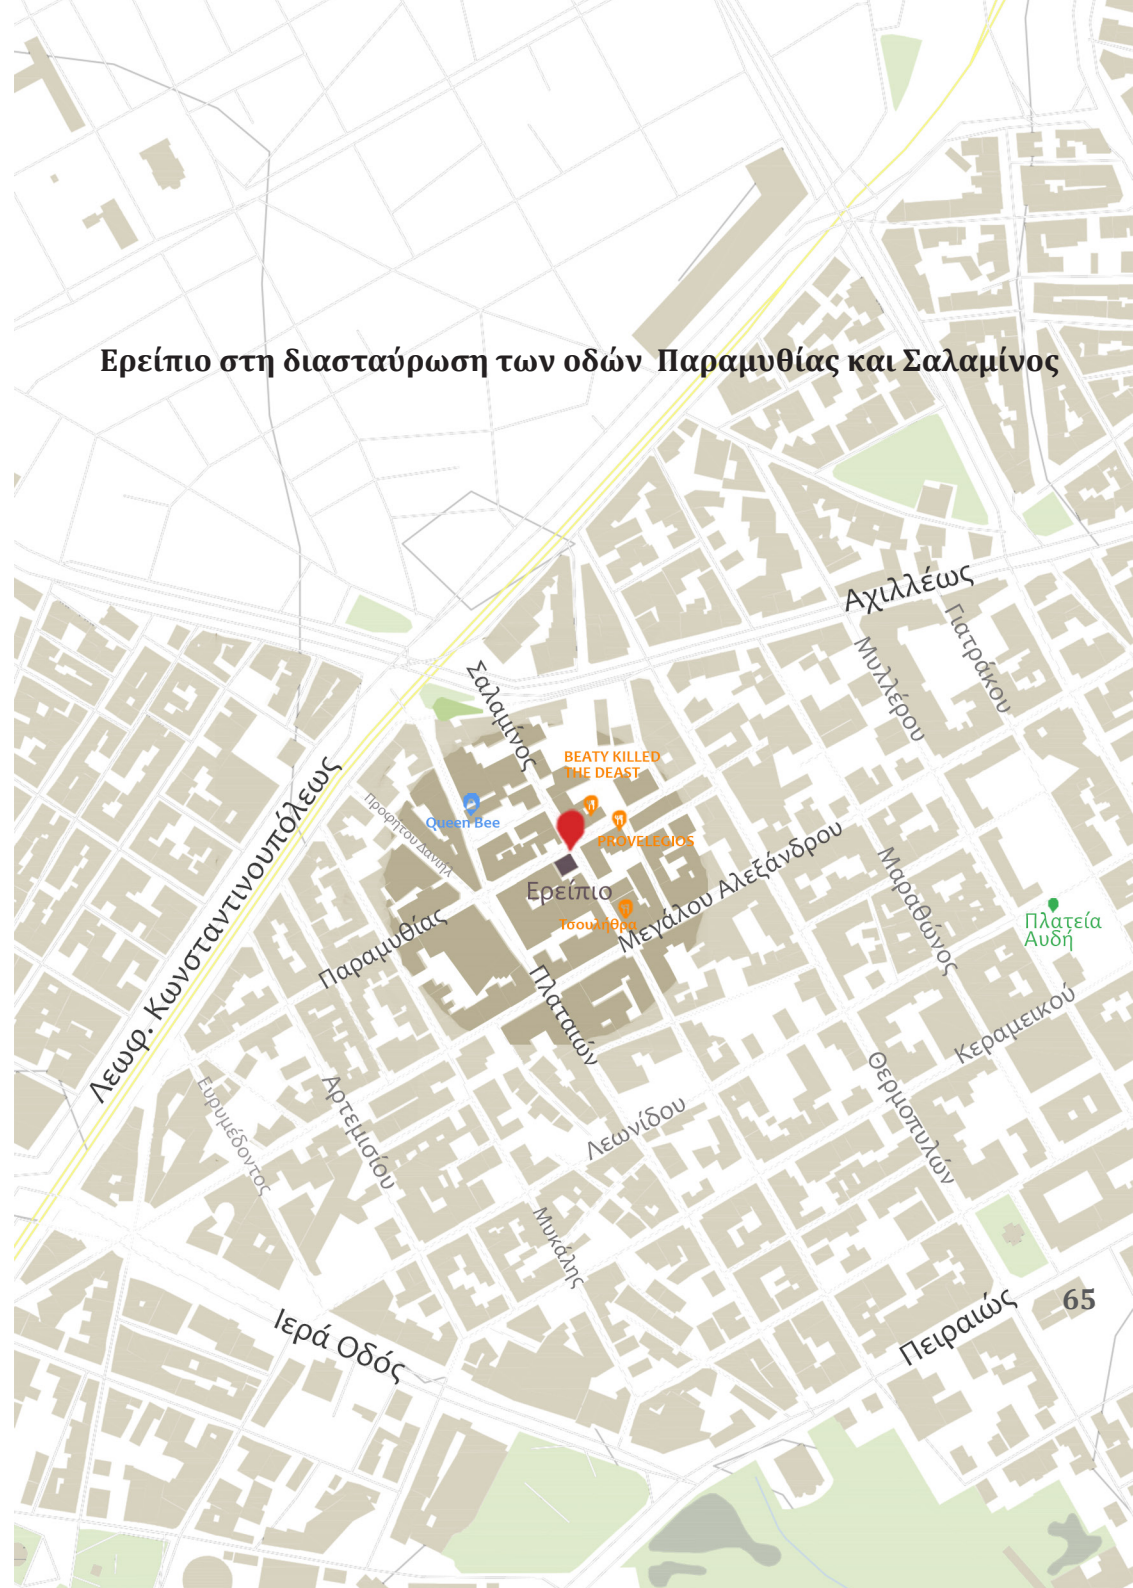 Ερείπιο στη διασταύρωση των οδών Παραμυθίας και Σαλαμίνος
Αχιλλέως
Γιατράκου
Μυλλέρου
Σαλαμίνος
BEATY KILLED
THE DEAST
Λεωφ. Κωνσταντινουπόλεως
Προφήτου Δανιήλ
Queen Bee
PROVELEGIOS
Ερείπιο
Τσουλήθρα
Μεγάλου Αλεξάνδρου
Μαραθώνος
Πλατεία
Αυδή
Παραμυθίας
Πλαταιών
Κεραμεικού
Ευρυμέδοντος
Αρτεμισίου
Λεωνίδου
Θερμοπυλών
Μυκάλης
65
Ιερά Οδός
Πειραιώς